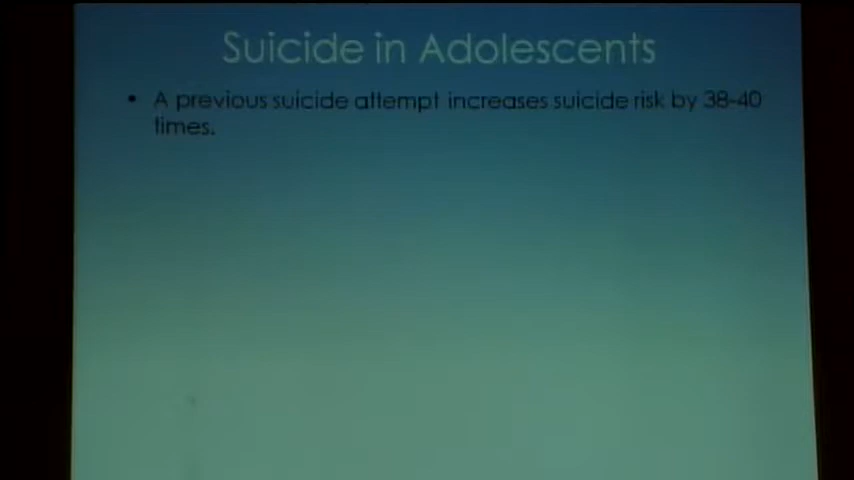 Suicide in Adolescents
• A previous suicide attempt increases suicide risk by 38-40
times.